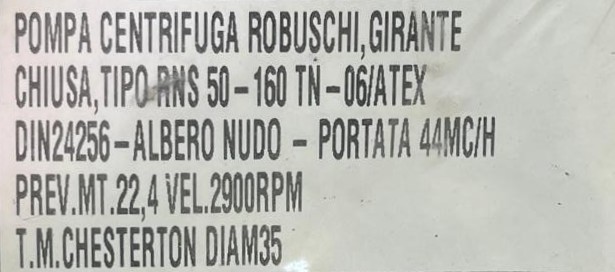 POMPA CENTRIFUGA ROBUSCHI,GIRANTE
CHIUSA,TIPO RNS 50-160 TN-06/ATEX
DIN24256-ALBERO NUDO - PORTATA 44MC/H
PREV.MT.22,4 VEL.2900RPM
T.M.CHESTERTON DIAM35